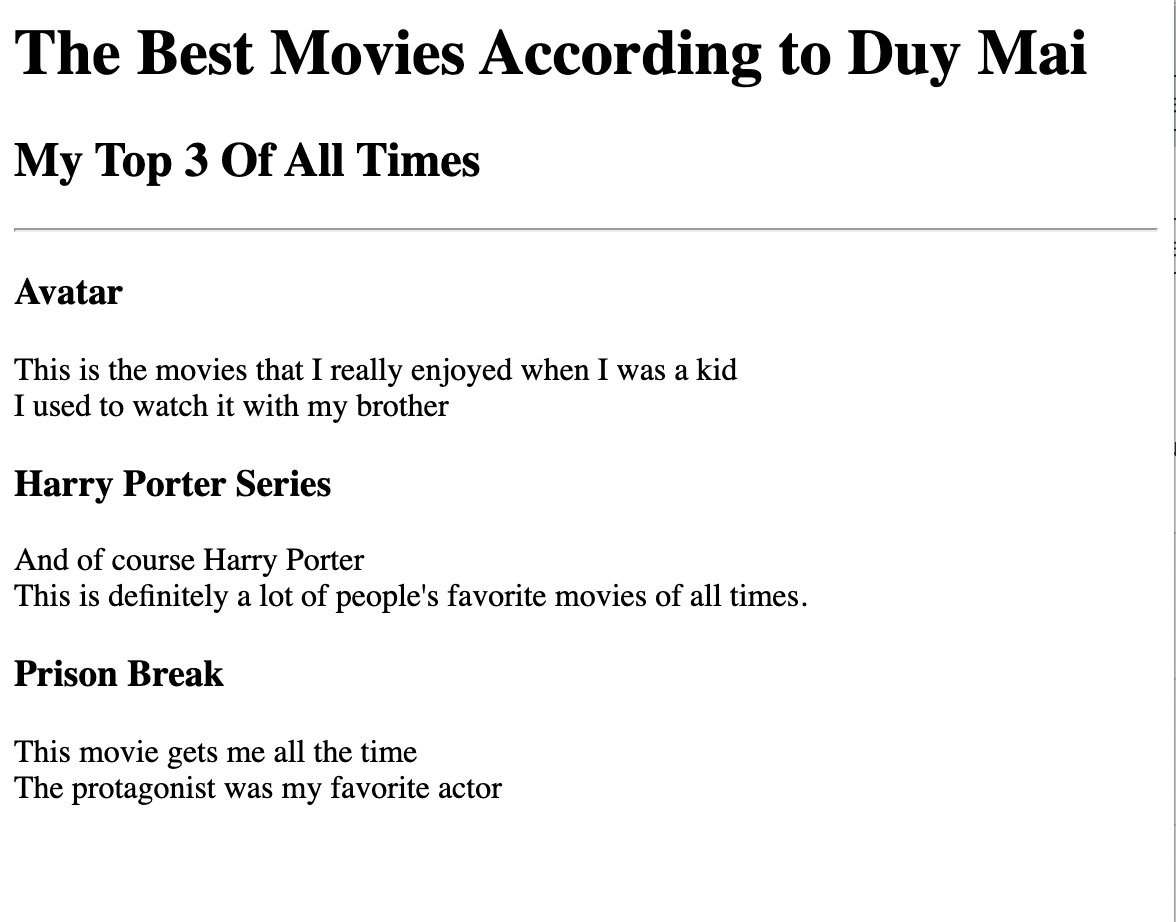 The Best Movies According to Duy Mai
My Top 3 Of All Times
Avatar
This is the movies that I really enjoyed when I was a kid
I used to watch it with my brother
Harry Porter Series
And of course Harry Porter
This is definitely a lot of people's favorite movies of all times.
Prison Break
This movie gets me all the time
The protagonist was my favorite actor